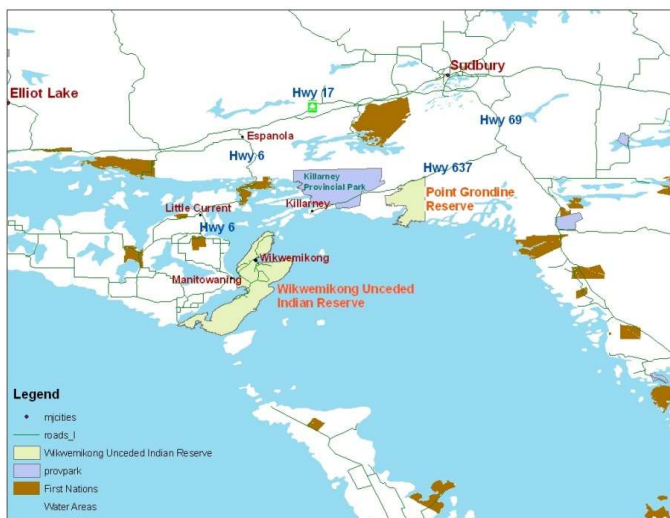 Sudbury
Elliot Lake
Hwy 17
Hwy 69
Espanola
Hwy 6
Hwy 637
Killarney
Provincial Park
Point Grondine
Reserve
Little Current
Killarney
Hwy 6
Wikwemikong
Manitowaning
Wikwemikong Unceded
Indian Reserve
Legend
mjcities
roads_l
Wikwemikong Unceded Indian Reserve
provpark
First Nations
Water Areas